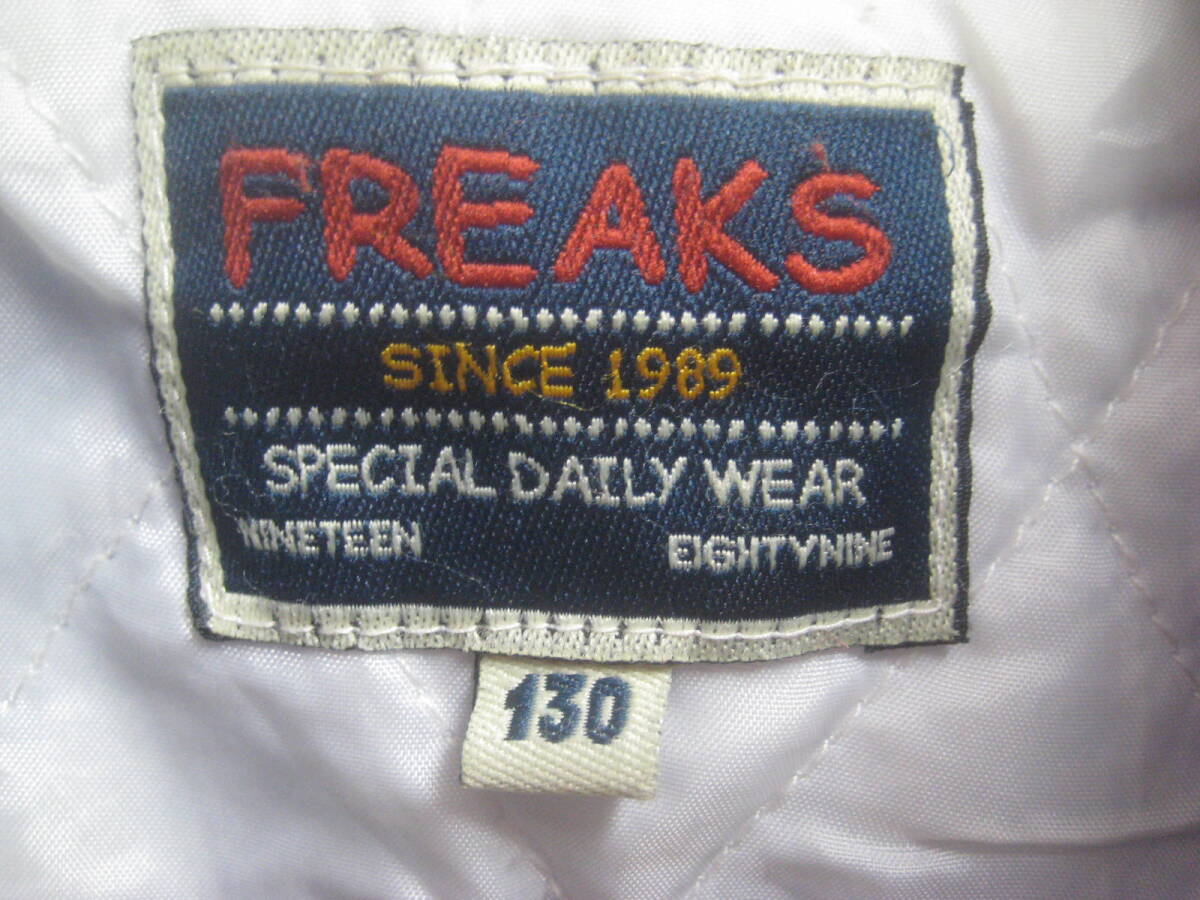 FREAKS
SINCE 1989
SPECIAL DAILY WEAR
NINETEEN EIGHTYNINE
130